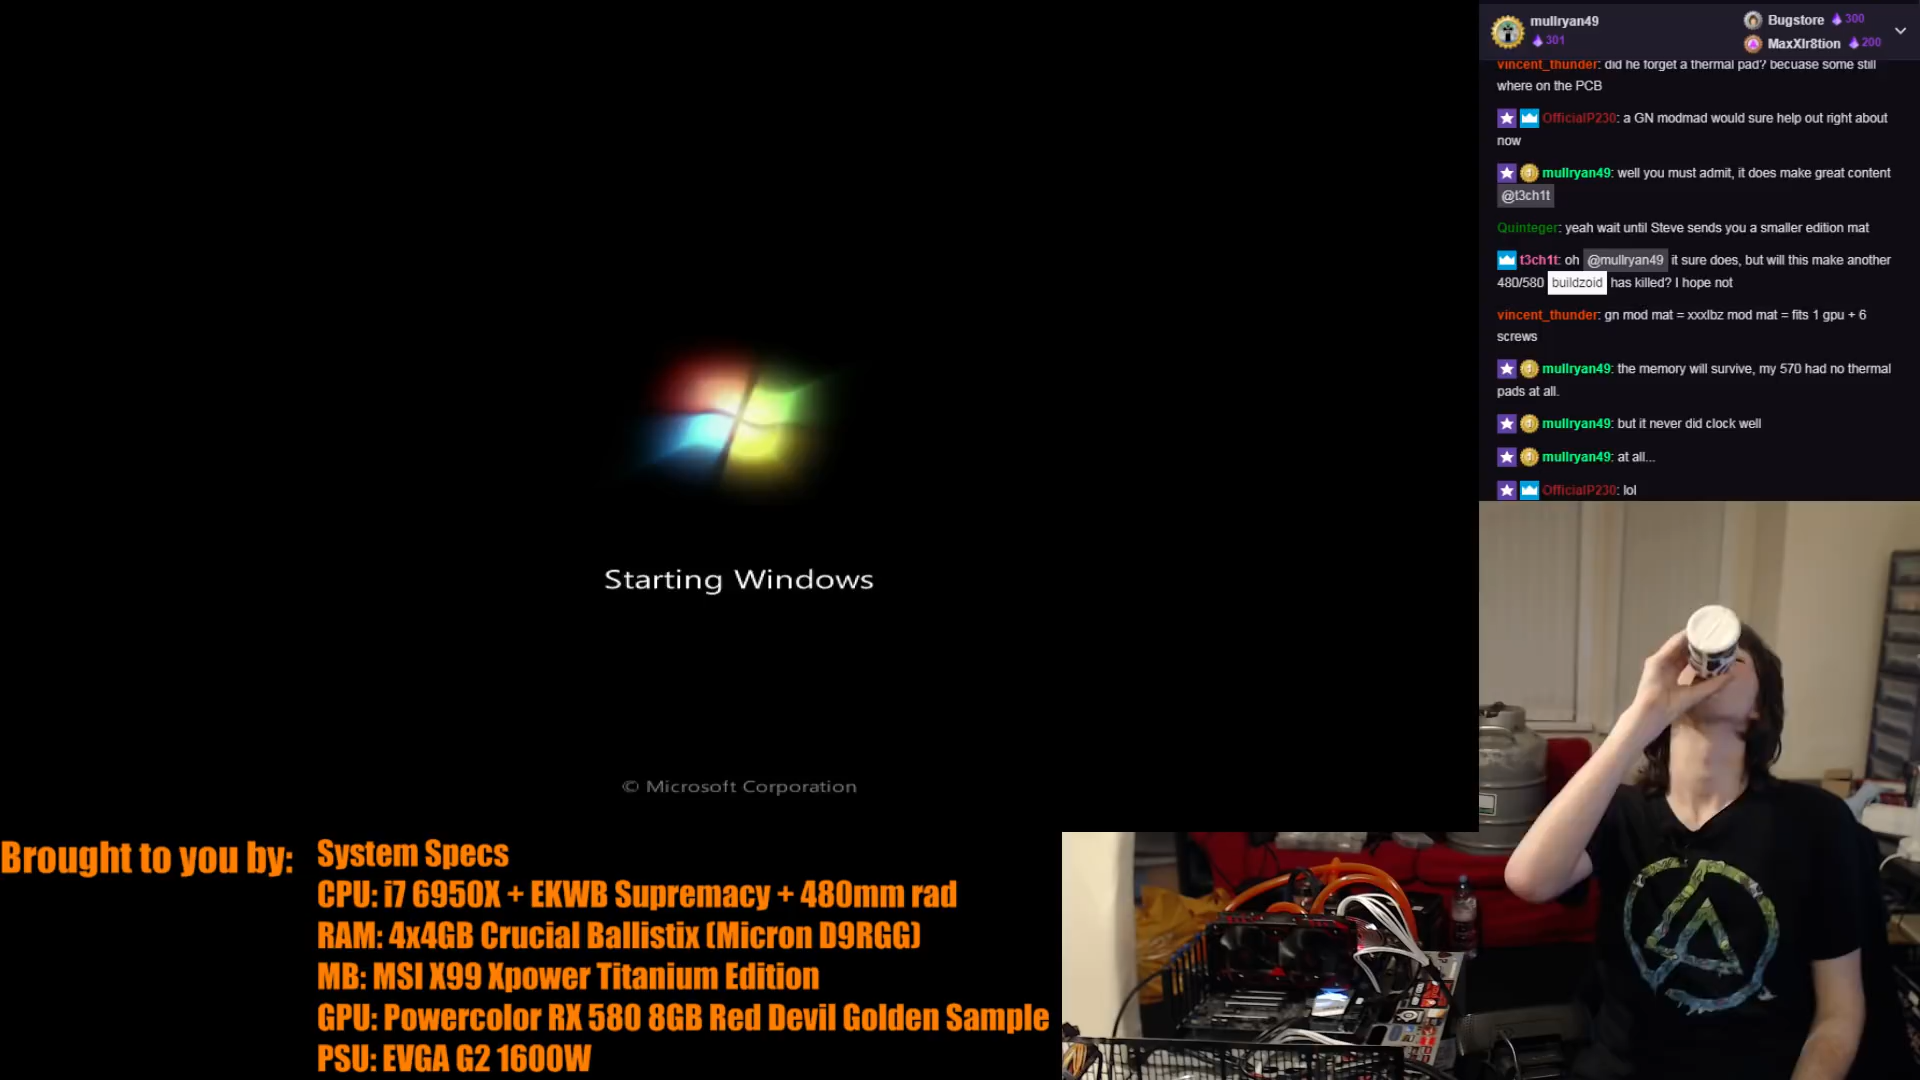 Starting Windows
© Microsoft Corporation
Brought to you by:
System Specs
CPU: i7 6950X + EKWB Supremacy + 480mm rad
RAM: 4x4GB Crucial Ballistix (Micron D9RGG)
MB: MSI X99 Xpower Titanium Edition
GPU: Powercolor RX 580 8GB Red Devil Golden Sample
PSU: EVGA G2 1600W
mullryan49
301
Bugstore 300
MaxXlr8tion 200
vincent_thunder: did he forget a thermal pad? becuase some still
where on the PCB
OfficialP230: a GN modmad would sure help out right about
now
mullryan49: well you must admit, it does make great content
@t3ch1t
Quinteger: yeah wait until Steve sends you a smaller edition mat
t3ch1t: oh @mullryan49 it sure does, but will this make another
480/580 buildzoid has killed? I hope not
vincent_thunder: gn mod mat = xxxlbz mod mat = fits 1 gpu + 6
screws
mullryan49: the memory will survive, my 570 had no thermal
pads at all.
mullryan49: but it never did clock well
mullryan49: at all...
OfficialP230: lol